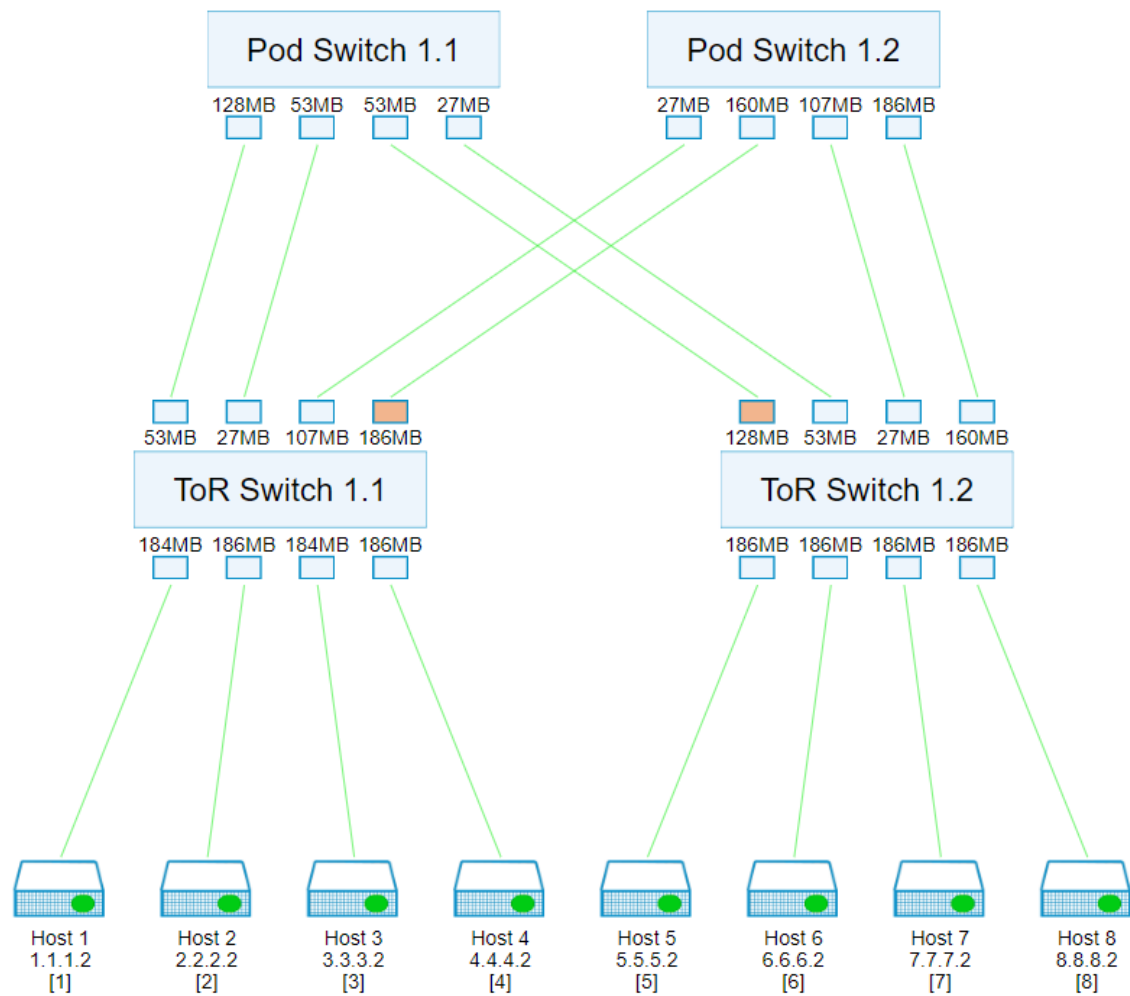 Pod Switch 1.1 Pod Switch 1.2
128MB 53MB 53MB 27MB 27MB 160MB 107MB 186MB
53MB 27MB 107MB 186MB 128MB 53MB 27MB 160MB
ToR Switch 1.1 ToR Switch 1.2
184MB 186MB 184MB 186MB 186MB 186MB 186MB 186MB
Host 1 Host 2 Host 3 Host 4 Host 5 Host 6 Host 7 Host 8
1.1.1.2 2.2.2.2 3.3.3.2 4.4.4.2 5.5.5.2 6.6.6.2 7.7.7.2 8.8.8.2
[1] [2] [3] [4] [5] [6] [7] [8]